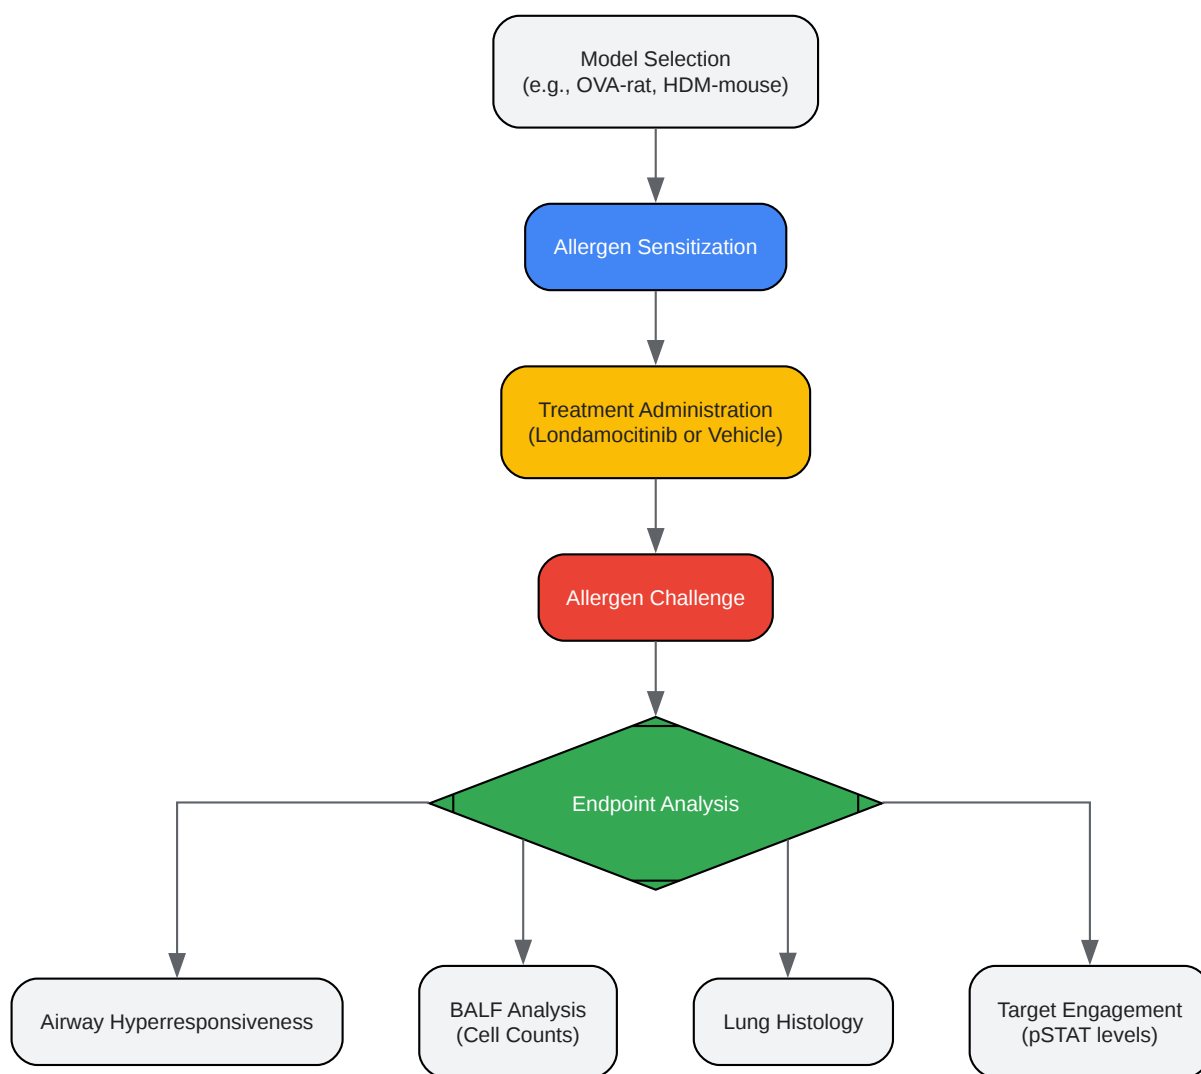 Model Selection
(e.g., OVA-rat, HDM-mouse)
Allergen Sensitization
Treatment Administration
(Londamocitinib or Vehicle)
Allergen Challenge
Endpoint Analysis
Airway Hyperresponsiveness
BALF Analysis
(Cell Counts)
Lung Histology
Target Engagement
(pSTAT levels)